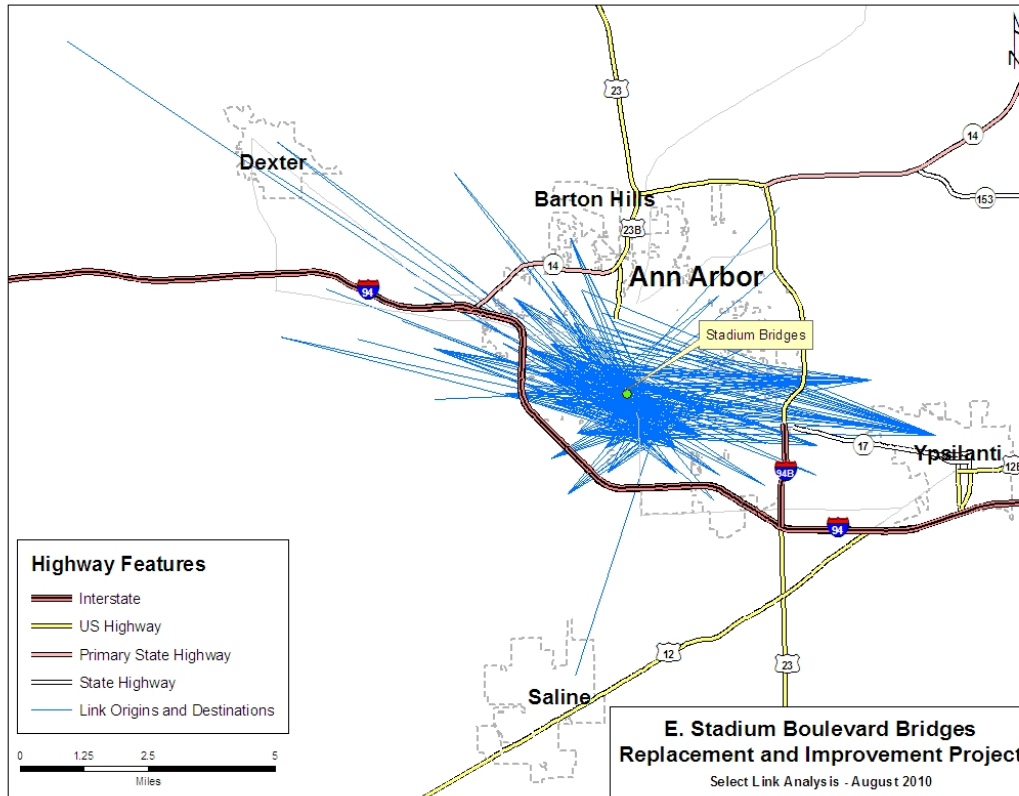 N
23
14
Dexter
153
Barton Hills
23B
14
Ann Arbor
94
Stadium Bridges
17
Ypsilanti
94B
12B
94
Highway Features
Interstate
US Highway
Primary State Highway
State Highway
Link Origins and Destinations
12
23
Saline
0 1.25 2.5 5
Miles
E. Stadium Boulevard Bridges
Replacement and Improvement Project
Select Link Analysis - August 2010